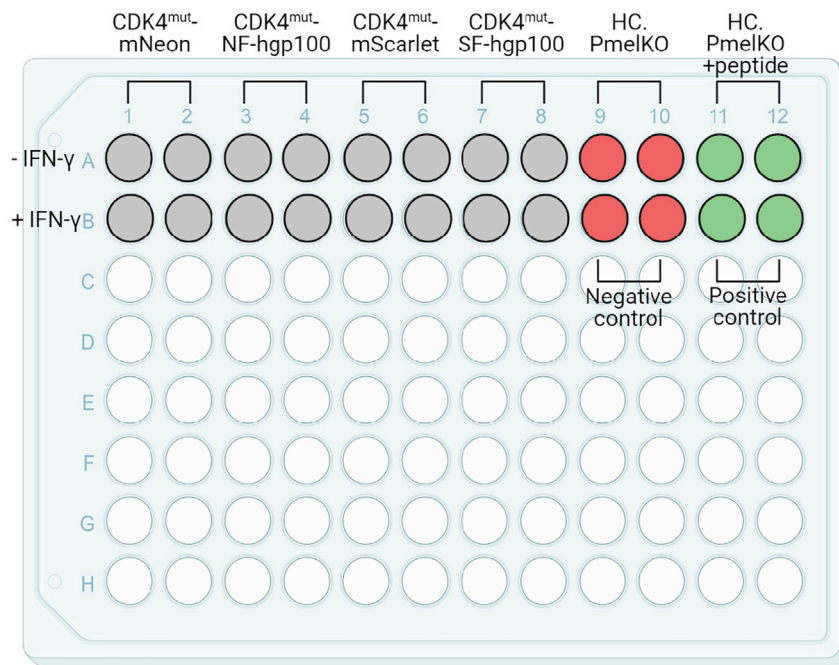 CDK4mut- CDK4mut- CDK4mut- CDK4mut- HC. HC.
mNeon NF-hgp100 mScarlet SF-hgp100 PmelKO PmelKO
+peptide
1 2 3 4 5 6 7 8 9 10 11 12
- IFN-γ A
+ IFN-γ B
C
Negative Positive
control control
D
E
F
G
H